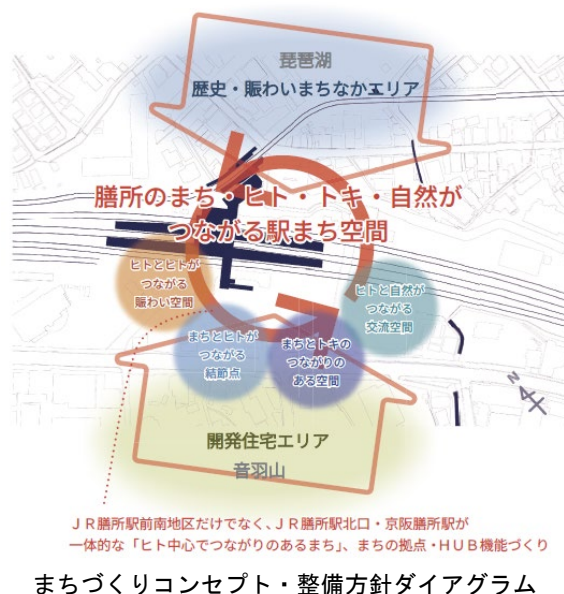 琵琶湖
歴史・賑わいまちなかエリア
膳所のまち・ヒト・トキ・自然が
つながる駅まち空間
ヒトとヒトが
つながる
賑わい空間
まちとヒトが
つながる
結節点
まちとトキの
つながりの
ある空間
ヒトと自然が
つながる
交流空間
N
開発住宅エリア
音羽山
ＪＲ膳所駅前南地区だけでなく、ＪＲ膳所駅北口・京阪膳所駅が
一体的な「ヒト中心でつながりのあるまち」、まちの拠点・ＨＵＢ機能づくり
まちづくりコンセプト・整備方針ダイアグラム